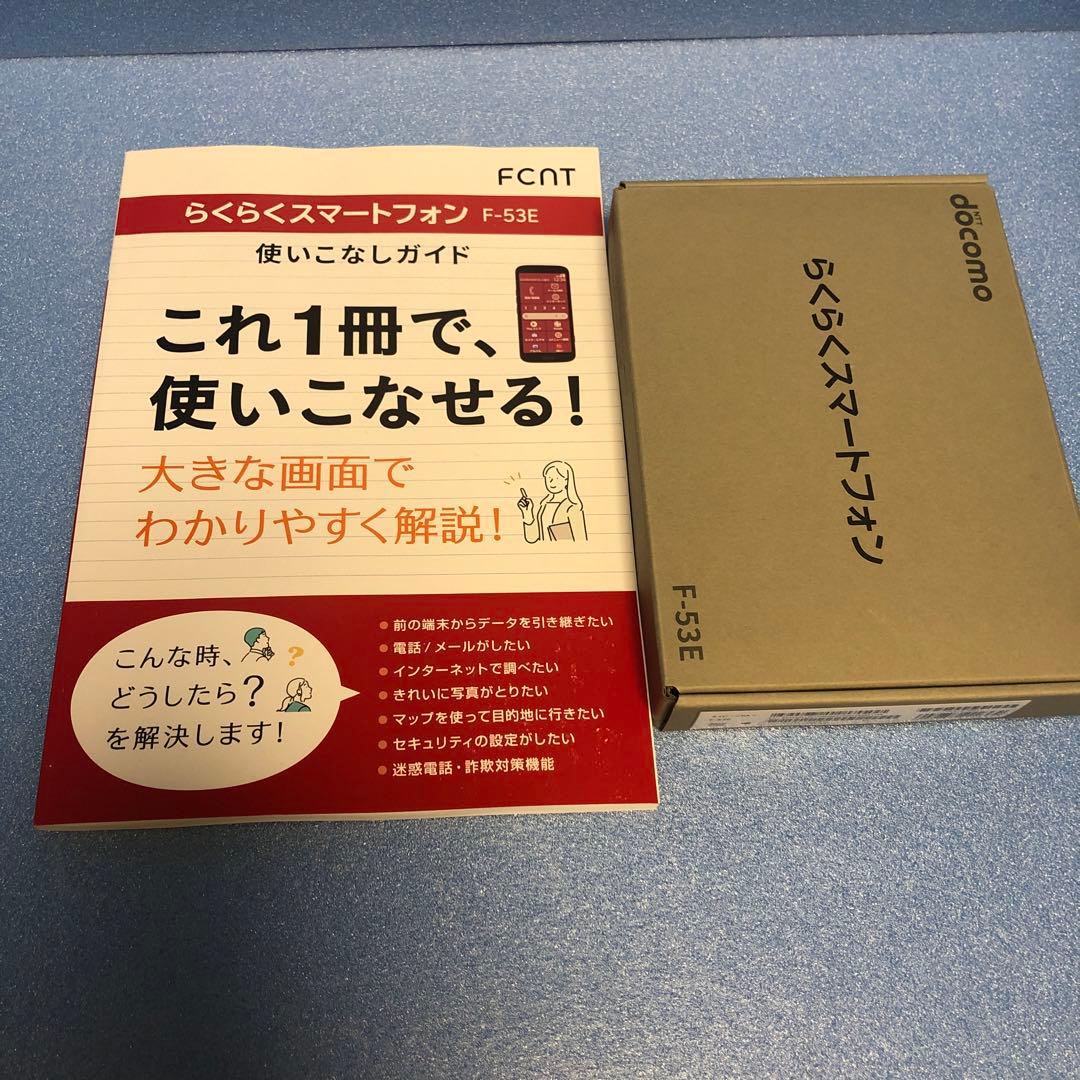 FCNT
らくらくスマートフォン F-53E
使いこなしガイド
これ1冊で、
使いこなせる!
大きな画面で
わかりやすく解説!
こんな時、
どうしたら?
を解決します!
?
● 前の端末からデータを引き継ぎたい
● 電話/メールがしたい
● インターネットで調べたい
● きれいに写真がとりたい
● マップを使って目的地に行きたい
● セキュリティの設定がしたい
● 迷惑電話・詐欺対策機能
NTT
docomo
らくらくスマートフォン
F-53E